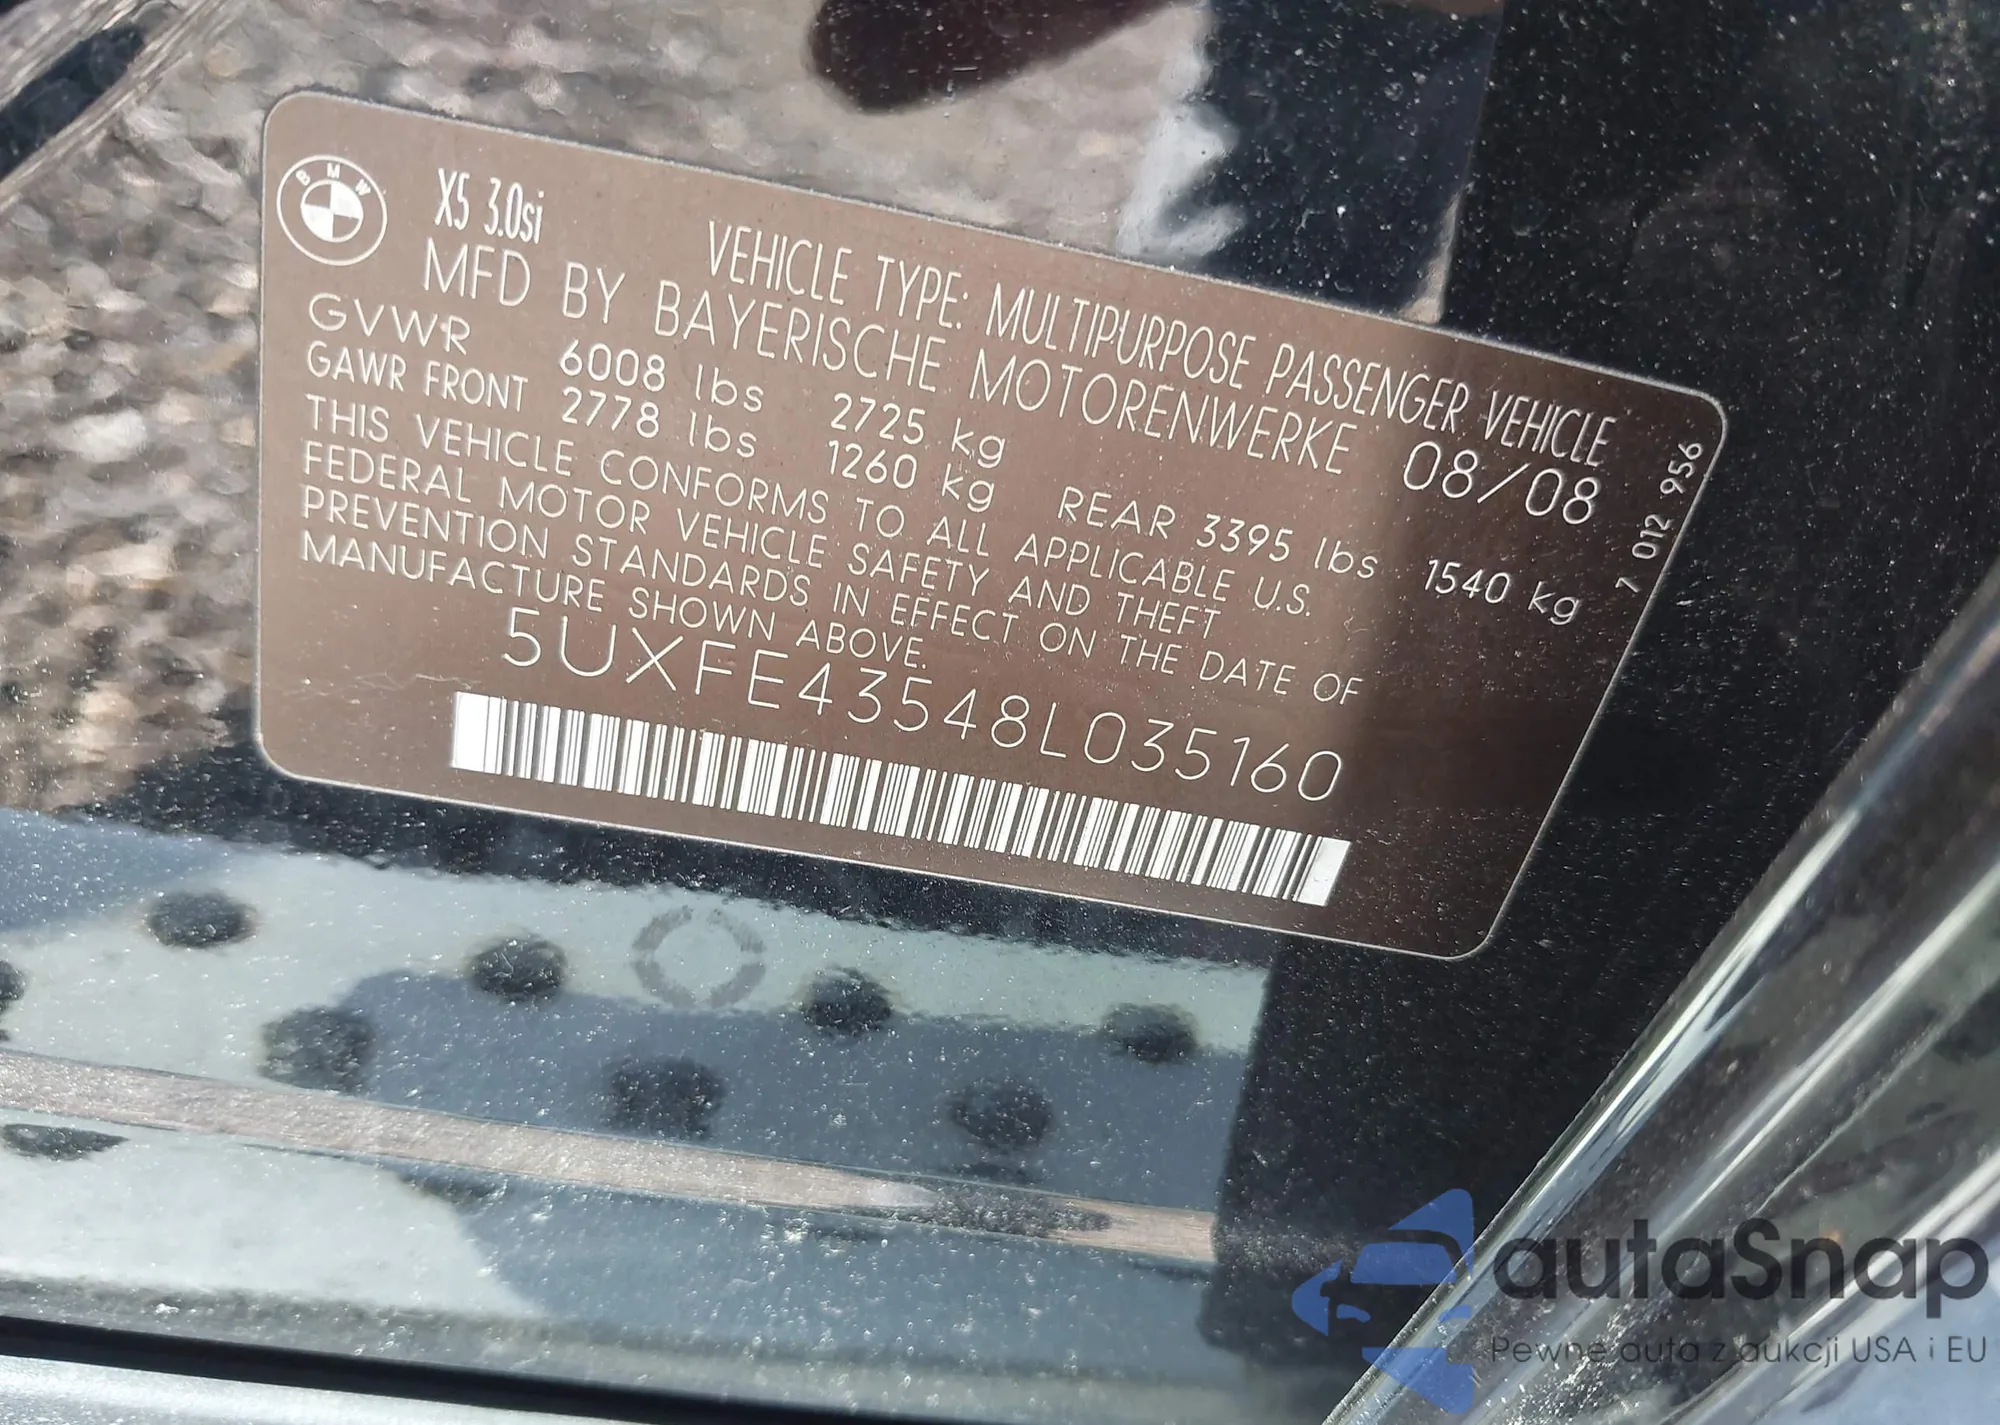 BMW
X5 3.0si
VEHICLE TYPE: MULTIPURPOSE PASSENGER VEHICLE
MFD BY BAYERISCHE MOTORENWERKE 08/08
GVWR 6008 lbs 2725 kg
GAWR FRONT 2778 lbs 1260 kg REAR 3395 lbs 1540 kg
THIS VEHICLE CONFORMS TO ALL APPLICABLE U.S.
FEDERAL MOTOR VEHICLE SAFETY AND THEFT
PREVENTION STANDARDS IN EFFECT ON THE DATE OF
MANUFACTURE SHOWN ABOVE.
5UXFE43548L035160
7 012 956
autaSnap
Pewne auta z aukcji USA i EU